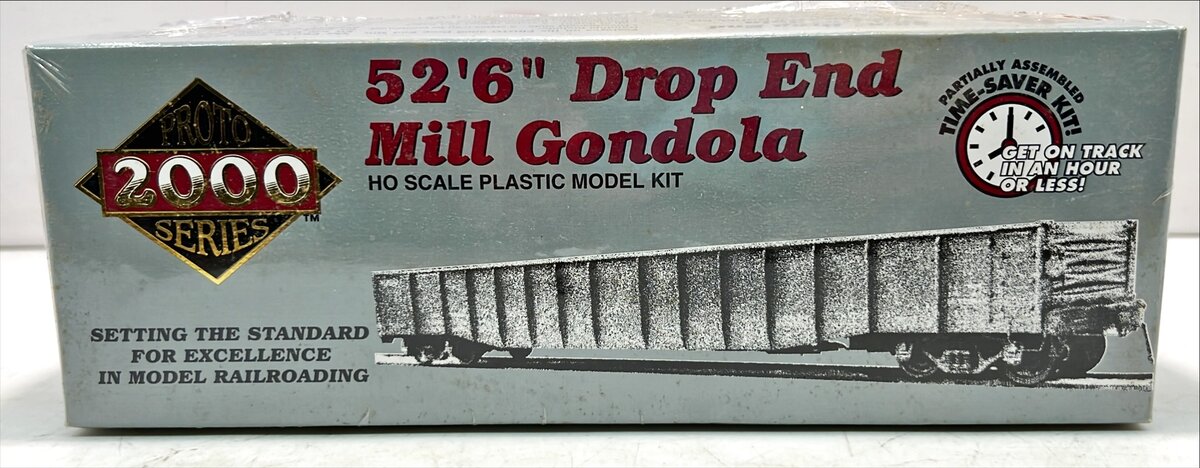 PROTO
2000
SERIES
TM
52'6" Drop End
Mill Gondola
HO SCALE PLASTIC MODEL KIT
PARTIALLY ASSEMBLED
TIME-SAVER KIT!
GET ON TRACK
IN AN HOUR
OR LESS!
SETTING THE STANDARD
FOR EXCELLENCE
IN MODEL RAILROADING